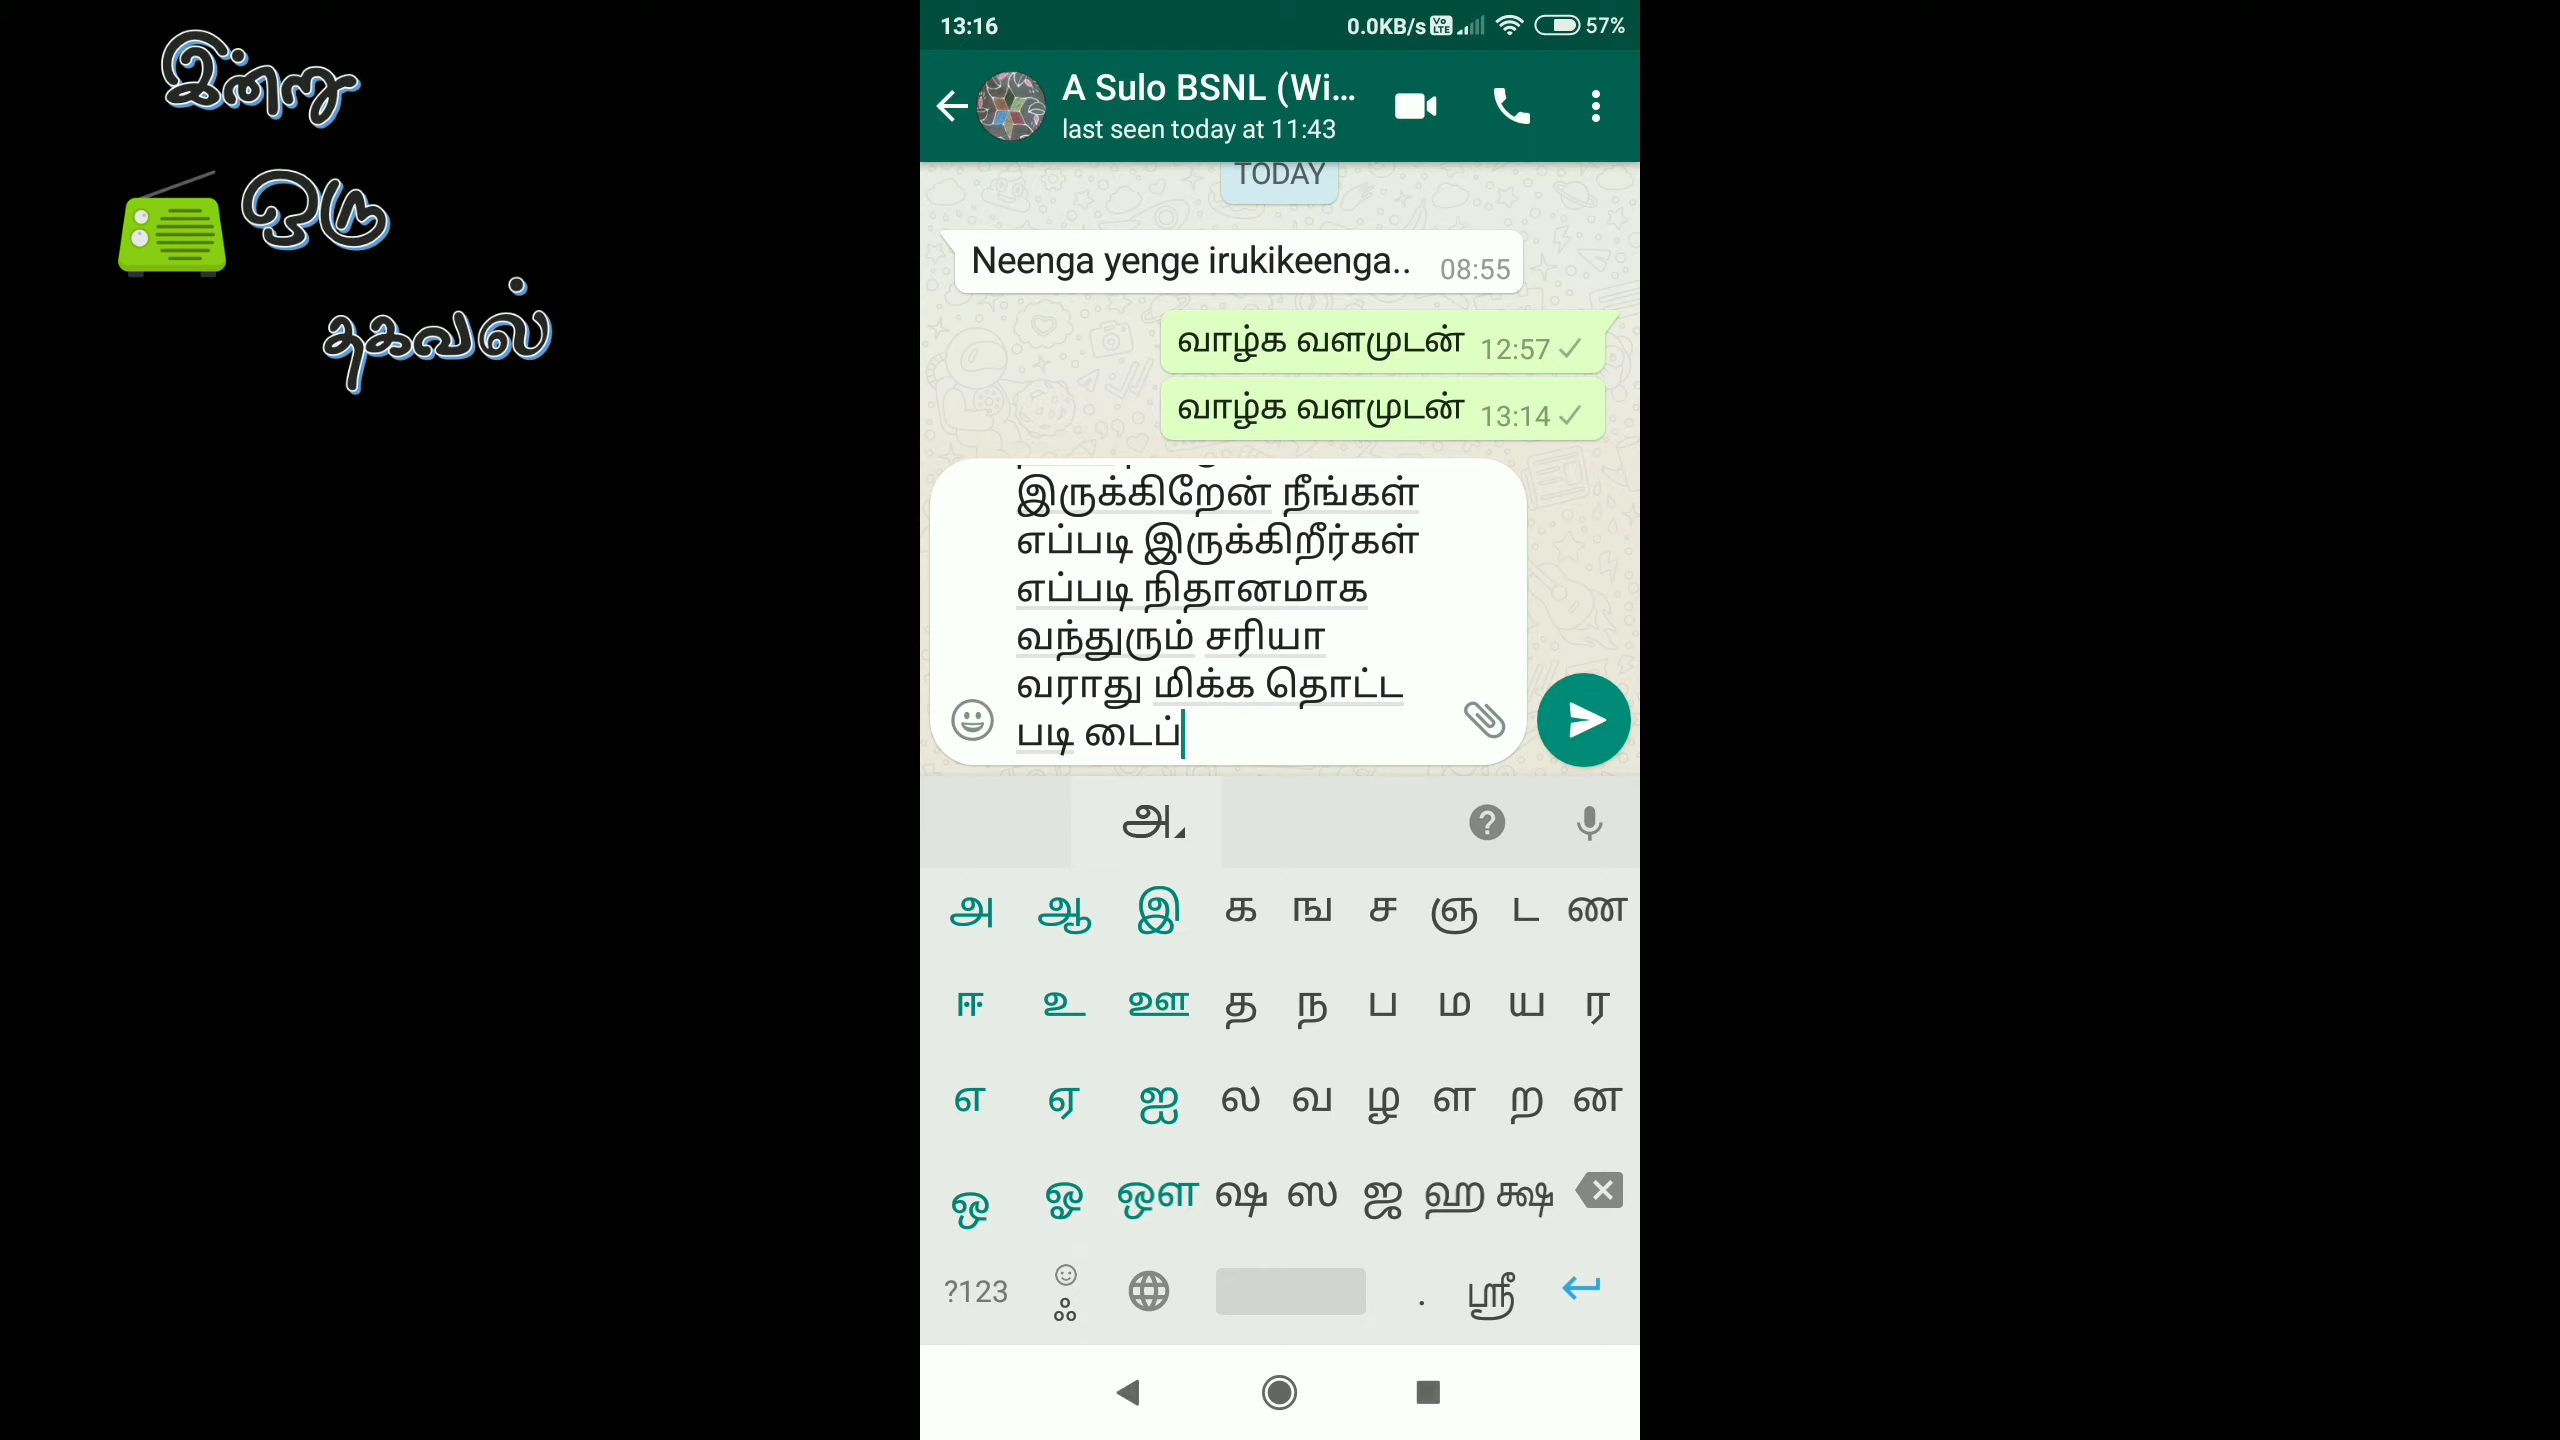 இன்று
ஒரு
தகவல்
13:16
0.0KB/s Vo LTE 57%
A Sulo BSNL (Wi...
last seen today at 11:43
TODAY
Neenga yenge irukikeenga.. 08:55
வாழ்க வளமுடன் 12:57
வாழ்க வளமுடன் 13:14
இருக்கிறேன் நீங்கள்
எப்படி இருக்கிறீர்கள்
எப்படி நிதானமாக
வந்துரும் சரியா
வராது மிக்க தொட்ட
படி டைப்
அ
அ ஆ இ க ங ச ஞ ட ண
ஈ உ ஊ த ந ப ம ய ர
எ ஏ ஐ ல வ ழ ள ற ன
ஒ ஓ ஔ ஷ ஸ ஜ ஹ க்ஷ
?123 . ஸ்ரீ